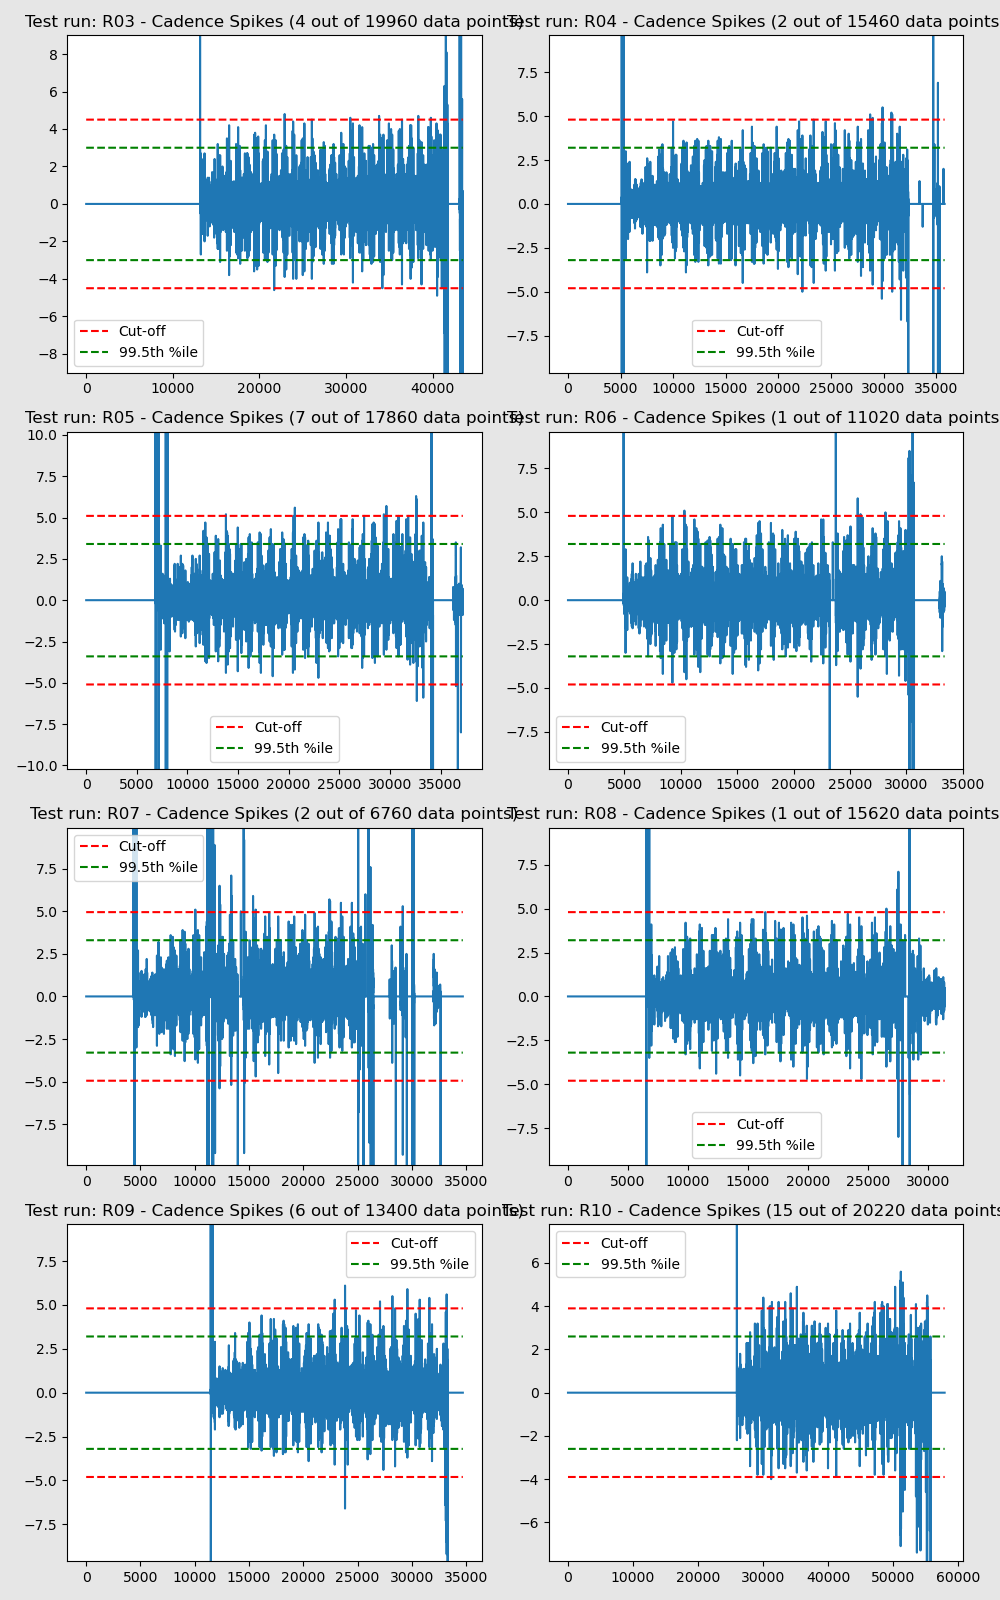 Test run: R03 - Cadence Spikes (4 out of 19960 data points)
8
6
4
2
0
−2
−4
−6
−8
Cut-off
99.5th %ile
0 10000 20000 30000 40000
Test run: R04 - Cadence Spikes (2 out of 15460 data points
7.5
5.0
2.5
0.0
−2.5
−5.0
−7.5
Cut-off
99.5th %ile
0 5000 10000 15000 20000 25000 30000 35000
Test run: R05 - Cadence Spikes (7 out of 17860 data points)
10.0
7.5
5.0
2.5
0.0
−2.5
−5.0
−7.5
−10.0
Cut-off
99.5th %ile
0 5000 10000 15000 20000 25000 30000 35000
Test run: R06 - Cadence Spikes (1 out of 11020 data points
7.5
5.0
2.5
0.0
−2.5
−5.0
−7.5
Cut-off
99.5th %ile
0 5000 10000 15000 20000 25000 30000 35000
Test run: R07 - Cadence Spikes (2 out of 6760 data points)
Cut-off
99.5th %ile
7.5
5.0
2.5
0.0
−2.5
−5.0
−7.5
0 5000 10000 15000 20000 25000 30000 35000
Test run: R08 - Cadence Spikes (1 out of 15620 data points
7.5
5.0
2.5
0.0
−2.5
−5.0
−7.5
Cut-off
99.5th %ile
0 5000 10000 15000 20000 25000 30000
Test run: R09 - Cadence Spikes (6 out of 13400 data points)
Cut-off
99.5th %ile
7.5
5.0
2.5
0.0
−2.5
−5.0
−7.5
0 5000 10000 15000 20000 25000 30000 35000
Test run: R10 - Cadence Spikes (15 out of 20220 data points
Cut-off
99.5th %ile
6
4
2
0
−2
−4
−6
0 10000 20000 30000 40000 50000 60000